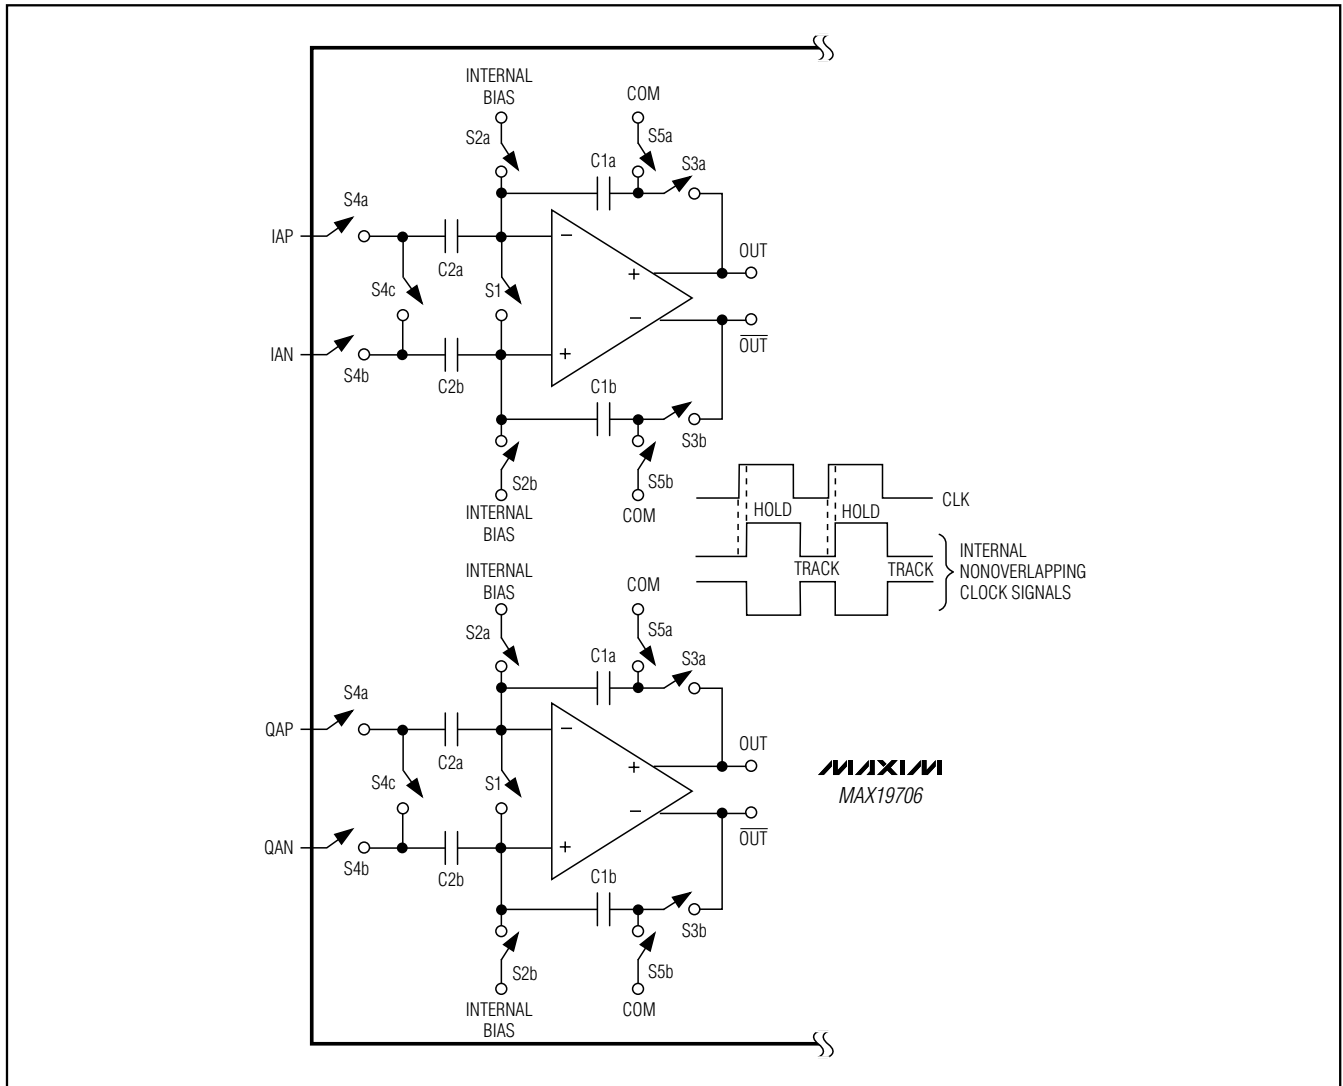 INTERNAL
BIAS
COM
S2a
S5a
C1a
S3a
S4a
IAP
−
OUT
C2a
+
S4c
S1
−
OUT
IAN
+
S4b
C2b
C1b
S3b
S2b
S5b
INTERNAL
BIAS
COM
CLK
HOLD
HOLD
TRACK
TRACK
INTERNAL
NONOVERLAPPING
CLOCK SIGNALS
INTERNAL
BIAS
COM
S2a
S5a
C1a
S3a
S4a
QAP
−
OUT
C2a
+
S4c
S1
−
OUT
QAN
+
S4b
C2b
C1b
S3b
S2b
S5b
INTERNAL
BIAS
COM
MAXIM
MAX19706